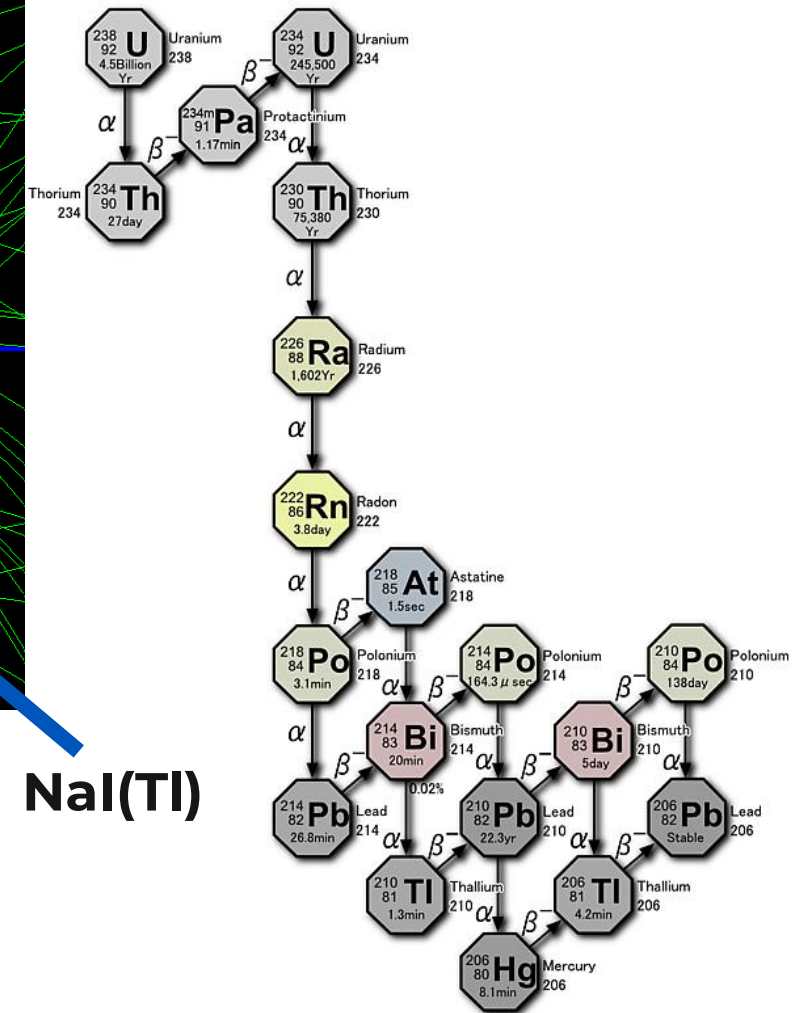 238
92 U
4.5Billion
Yr
Uranium
238
234
92 U
245,500
Yr
Uranium
234
β⁻
α
234m
91 Pa
1.17min
Protactinium
234
α
β⁻
Thorium
234
234
90 Th
27day
230
90 Th
75,380
Yr
Thorium
230
α
226
88 Ra
1,602Yr
Radium
226
α
222
86 Rn
3.8day
Radon
222
α
218
85 At
1.5sec
Astatine
218
β⁻
218
84 Po
3.1min
Polonium
218
α
β⁻
214
84 Po
164.3 μ sec
Polonium
214
β⁻
210
84 Po
138day
Polonium
210
α
β⁻
214
83 Bi
20min
Bismuth
214
0.02%
α
β⁻
210
83 Bi
5day
Bismuth
210
α
NaI(Tl)
214
82 Pb
26.8min
Lead
214
α
β⁻
210
82 Pb
22.3yr
Lead
210
α
β⁻
206
82 Pb
Stable
Lead
206
210
81 Tl
1.3min
Thallium
210
α
β⁻
206
81 Tl
4.2min
Thallium
206
206
80 Hg
8.1min
Mercury
206